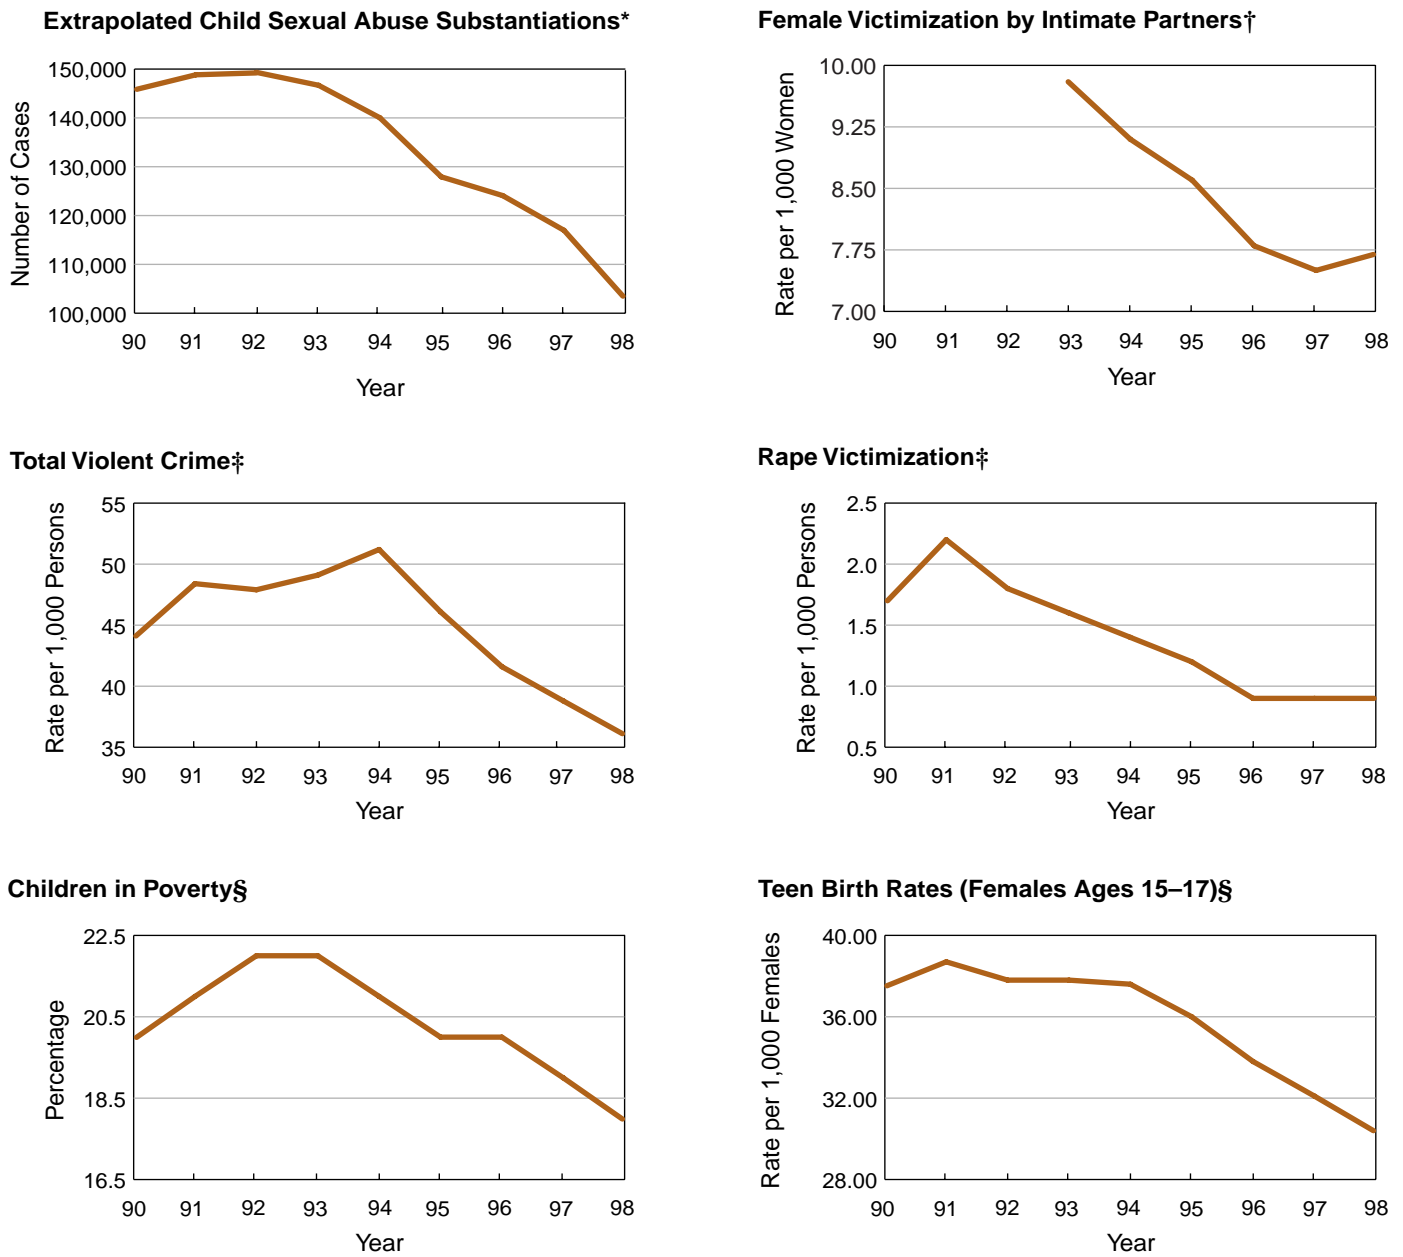 Extrapolated Child Sexual Abuse Substantiations*
Number of Cases
150,000
140,000
130,000
120,000
110,000
100,000
90 91 92 93 94 95 96 97 98
Year
Female Victimization by Intimate Partners†
Rate per 1,000 Women
10.00
9.25
8.50
7.75
7.00
90 91 92 93 94 95 96 97 98
Year
Total Violent Crime‡
Rate per 1,000 Persons
55
50
45
40
35
90 91 92 93 94 95 96 97 98
Year
Rape Victimization‡
Rate per 1,000 Persons
2.5
2.0
1.5
1.0
0.5
90 91 92 93 94 95 96 97 98
Year
Children in Poverty§
Percentage
22.5
20.5
18.5
16.5
90 91 92 93 94 95 96 97 98
Year
Teen Birth Rates (Females Ages 15–17)§
Rate per 1,000 Females
40.00
36.00
32.00
28.00
90 91 92 93 94 95 96 97 98
Year